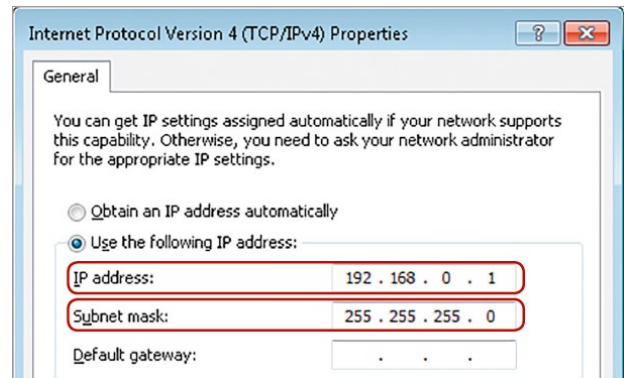 Internet Protocol Version 4 (TCP/IPv4) Properties
General
You can get IP settings assigned automatically if your network supports
this capability. Otherwise, you need to ask your network administrator
for the appropriate IP settings.
Obtain an IP address automatically
Use the following IP address:
IP address: 192 . 168 . 0 . 1
Subnet mask: 255 . 255 . 255 . 0
Default gateway: . . .